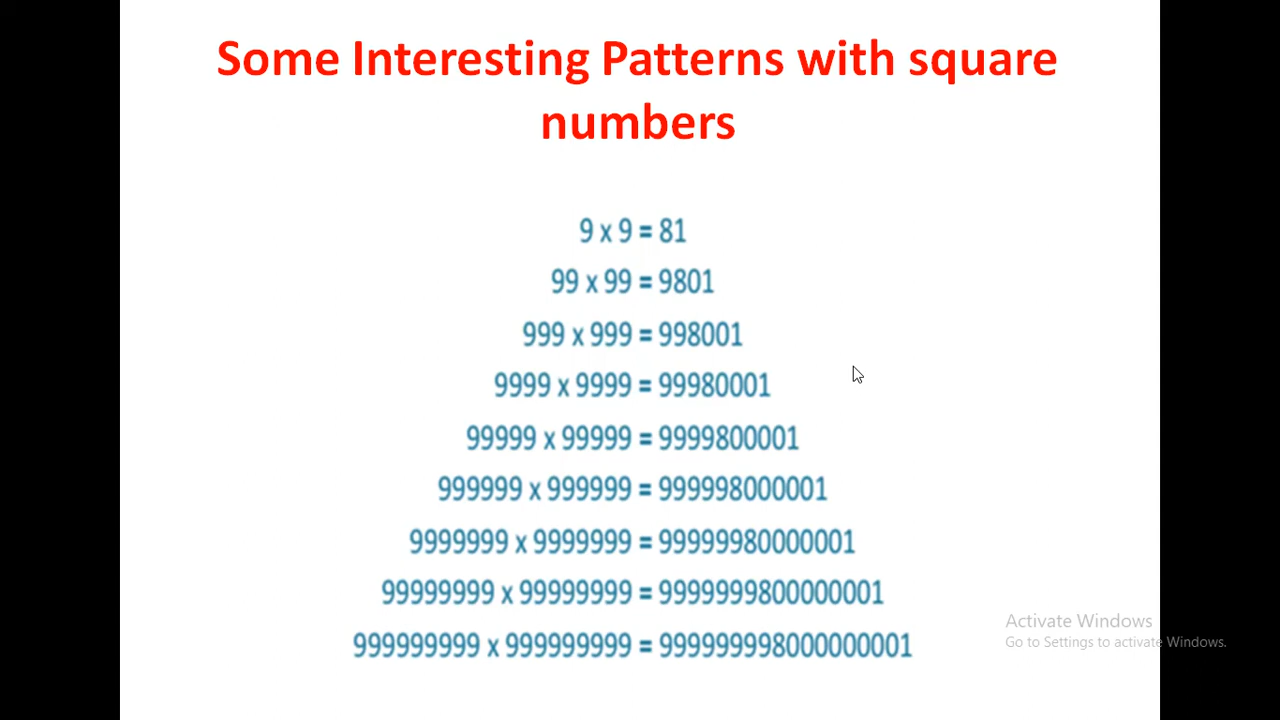 Some Interesting Patterns with square
numbers
9 x 9 = 81
99 x 99 = 9801
999 x 999 = 998001
9999 x 9999 = 99980001
99999 x 99999 = 9999800001
999999 x 999999 = 999998000001
9999999 x 9999999 = 99999980000001
99999999 x 99999999 = 9999999800000001
999999999 x 999999999 = 999999998000000001
Activate Windows
Go to Settings to activate Windows.